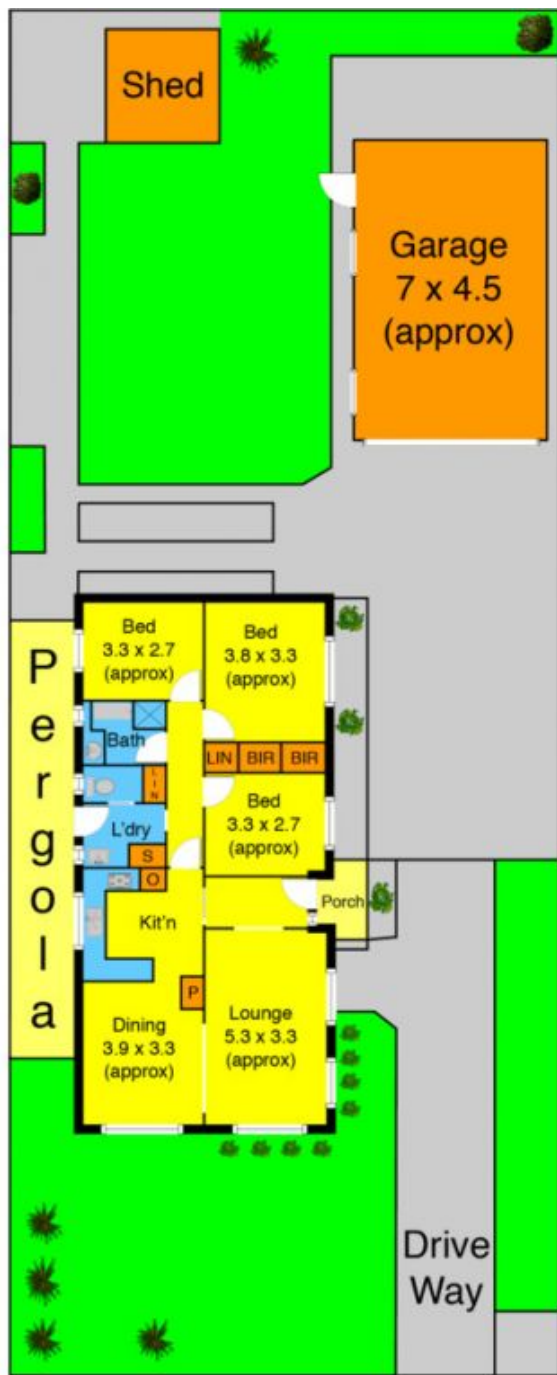 Shed
Garage
7 x 4.5
(approx)
Pergola
Bed
3.3 x 2.7
(approx)
Bed
3.8 x 3.3
(approx)
Bath
LIN
BIR
BIR
LIN
Bed
3.3 x 2.7
(approx)
L'dry
S
O
Kit'n
Porch
P
Dining
3.9 x 3.3
(approx)
Lounge
5.3 x 3.3
(approx)
Drive
Way